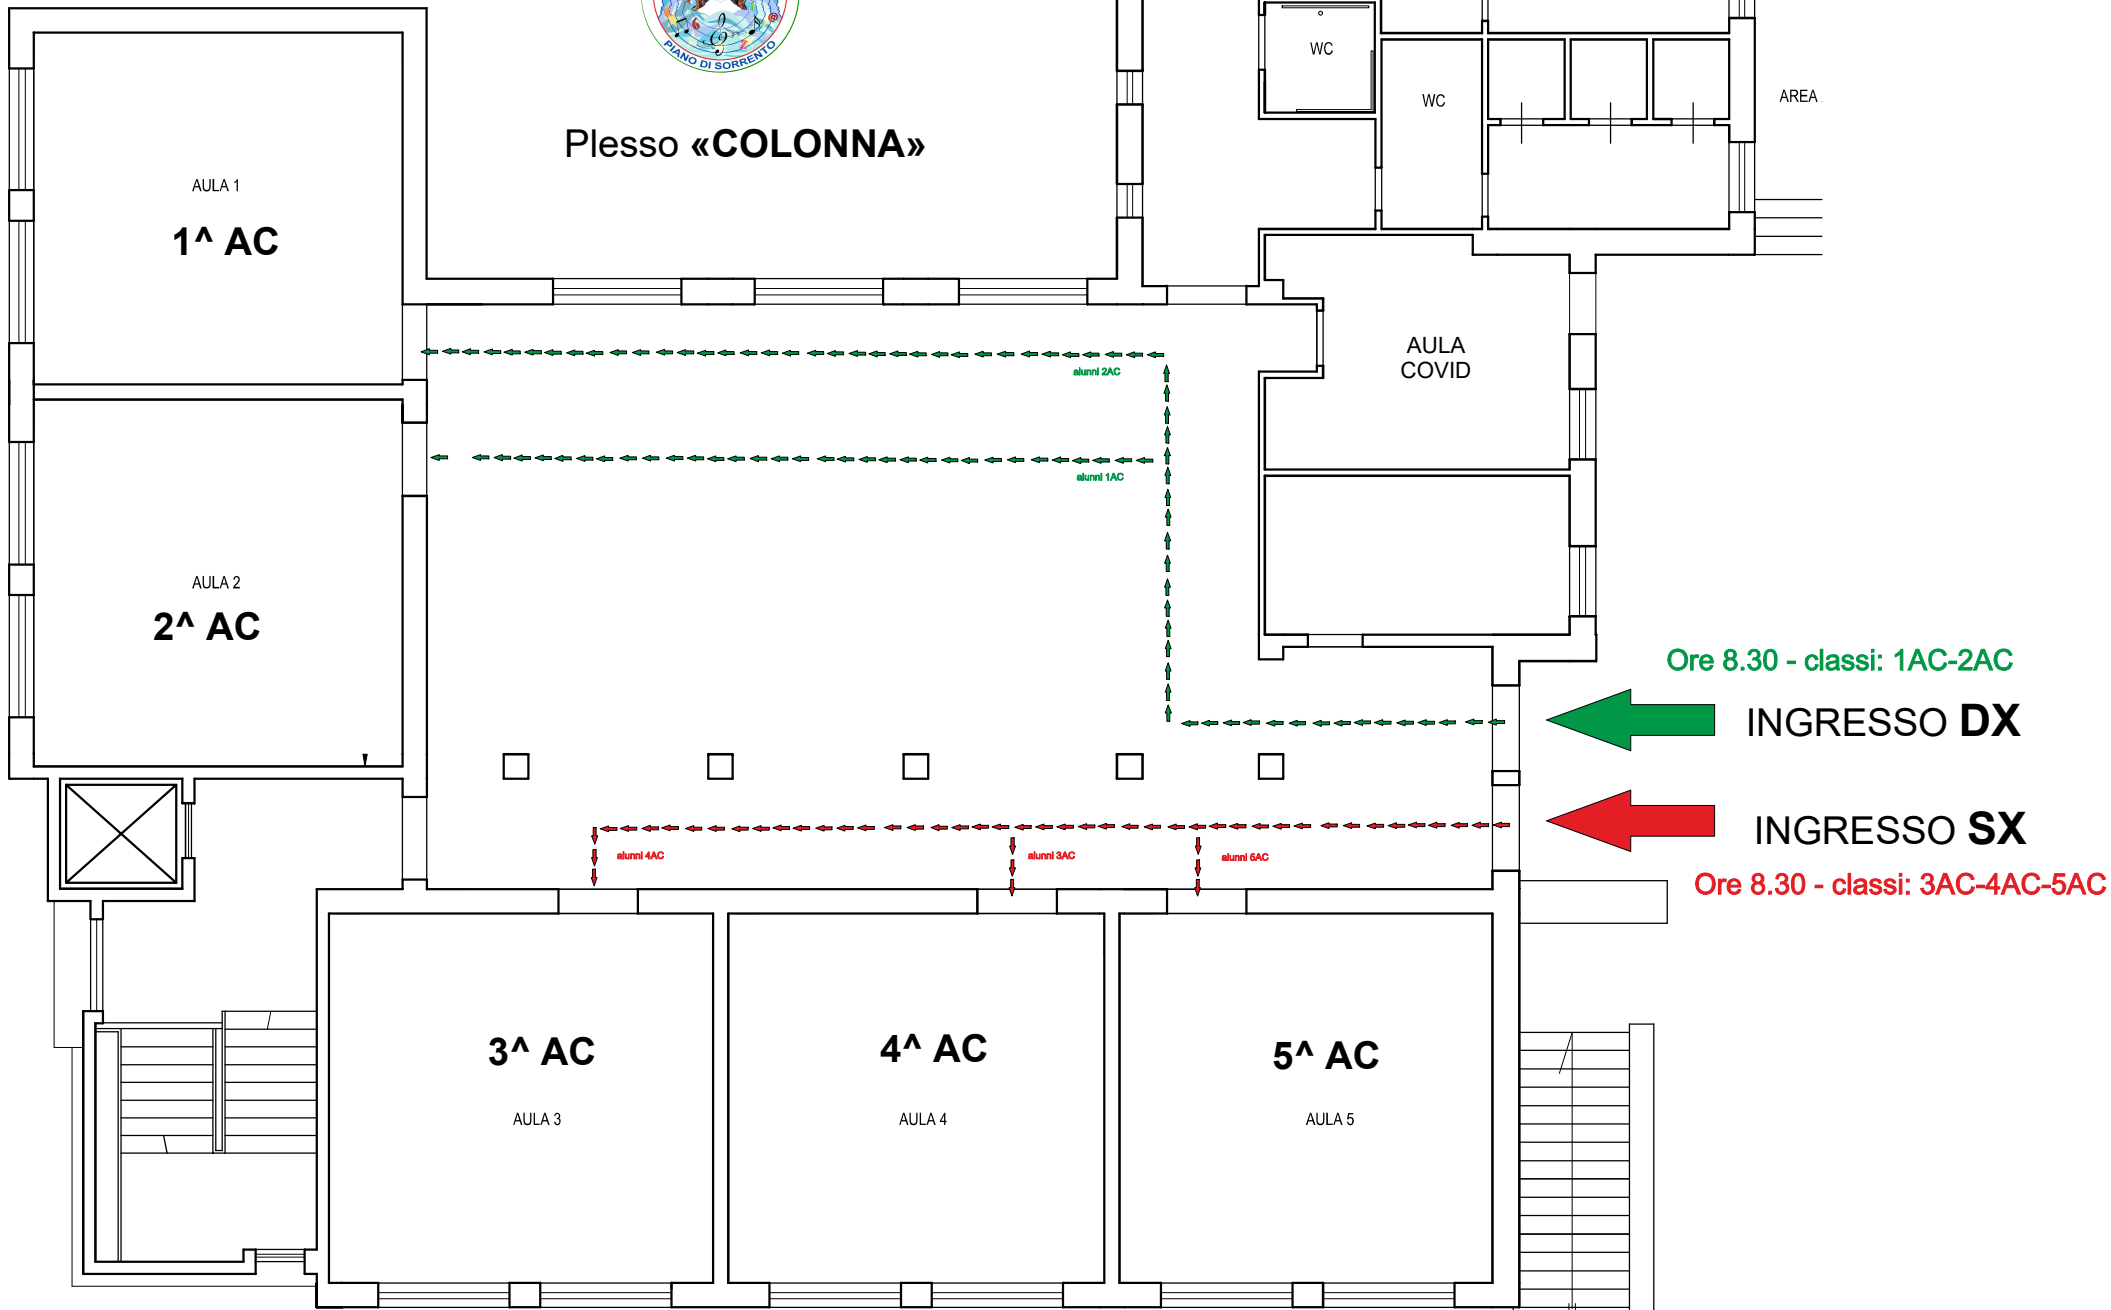 PIANO DI SORRENTO
WC
WC
AREA
Plesso «COLONNA»
AULA 1
1^ AC
AULA
COVID
alunni 2AC
alunni 1AC
AULA 2
2^ AC
Ore 8.30 - classi: 1AC-2AC
INGRESSO DX
INGRESSO SX
Ore 8.30 - classi: 3AC-4AC-5AC
alunni 4AC
alunni 3AC
alunni 5AC
3^ AC
4^ AC
5^ AC
AULA 3
AULA 4
AULA 5